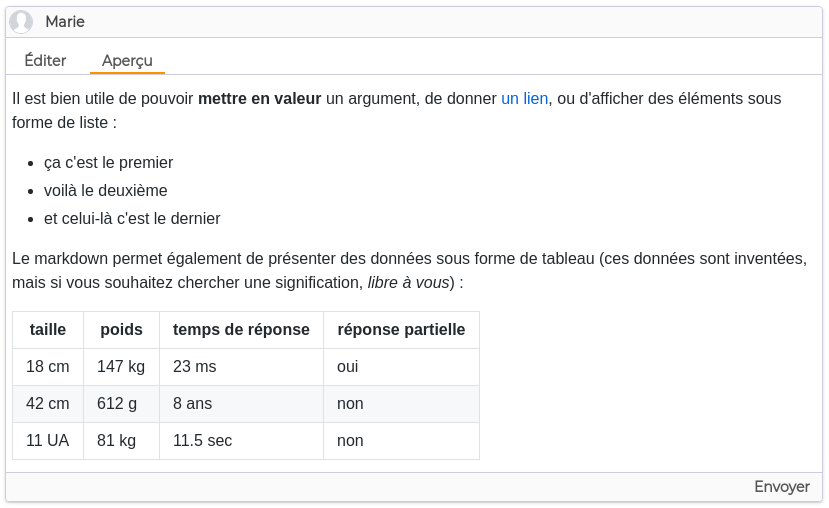 Marie
Éditer Aperçu
Il est bien utile de pouvoir mettre en valeur un argument, de donner un lien, ou d'afficher des éléments sous
forme de liste :
ça c'est le premier
voilà le deuxième
et celui-là c'est le dernier
Le markdown permet également de présenter des données sous forme de tableau (ces données sont inventées,
mais si vous souhaitez chercher une signification, libre à vous) :
taille poids temps de réponse réponse partielle
18 cm 147 kg 23 ms oui
42 cm 612 g 8 ans non
11 UA 81 kg 11.5 sec non
Envoyer